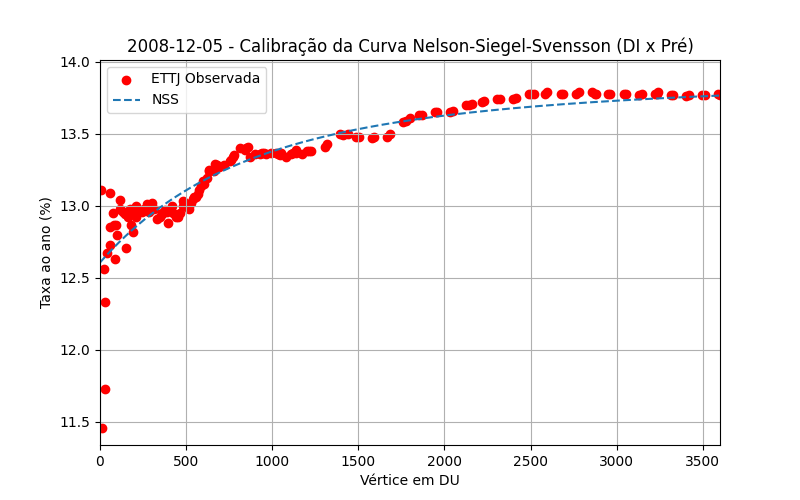 2008-12-05 - Calibração da Curva Nelson-Siegel-Svensson (DI x Pré)
ETTJ Observada
NSS
Taxa ao ano (%)
14.0
13.5
13.0
12.5
12.0
11.5
0 500 1000 1500 2000 2500 3000 3500
Vértice em DU